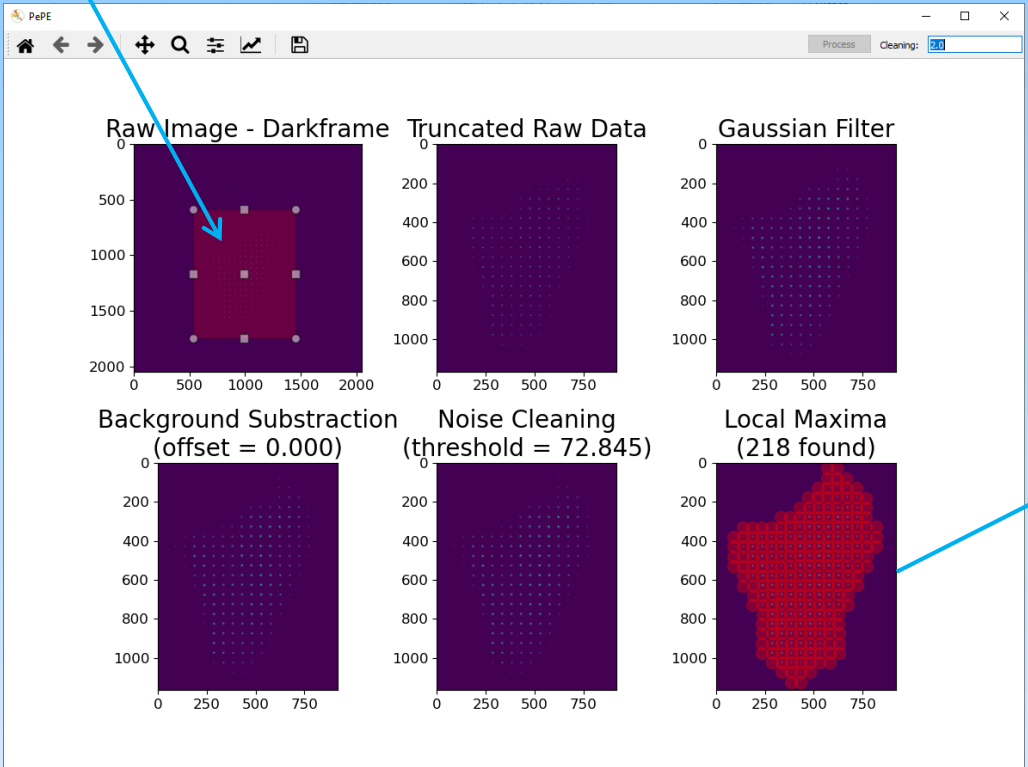 PePE
Process Cleaning: 2.0
Raw Image - Darkframe
0
500
1000
1500
2000
0 500 1000 1500 2000
Truncated Raw Data
0
200
400
600
800
1000
250 500 750
Gaussian Filter
0
200
400
600
800
1000
0 250 500 750
Background Substraction
(offset = 0.000)
0
200
400
600
800
1000
0 250 500
Noise Cleaning
(threshold = 72.845)
0
200
400
600
800
1000
250 500 750
Local Maxima
(218 found)
0
200
400
600
800
1000
0 250 500 750